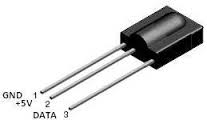 GND 1
+5V 2
DATA 3